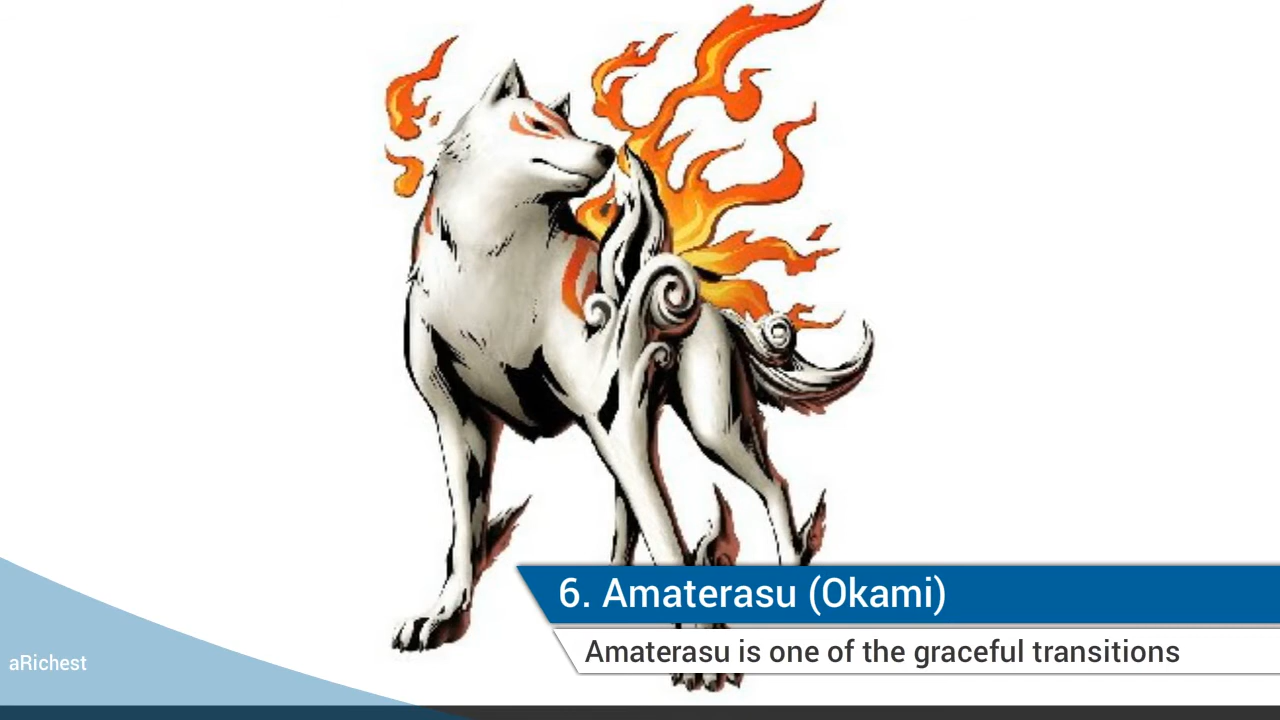 6. Amaterasu (Okami)
Amaterasu is one of the graceful transitions
aRichest